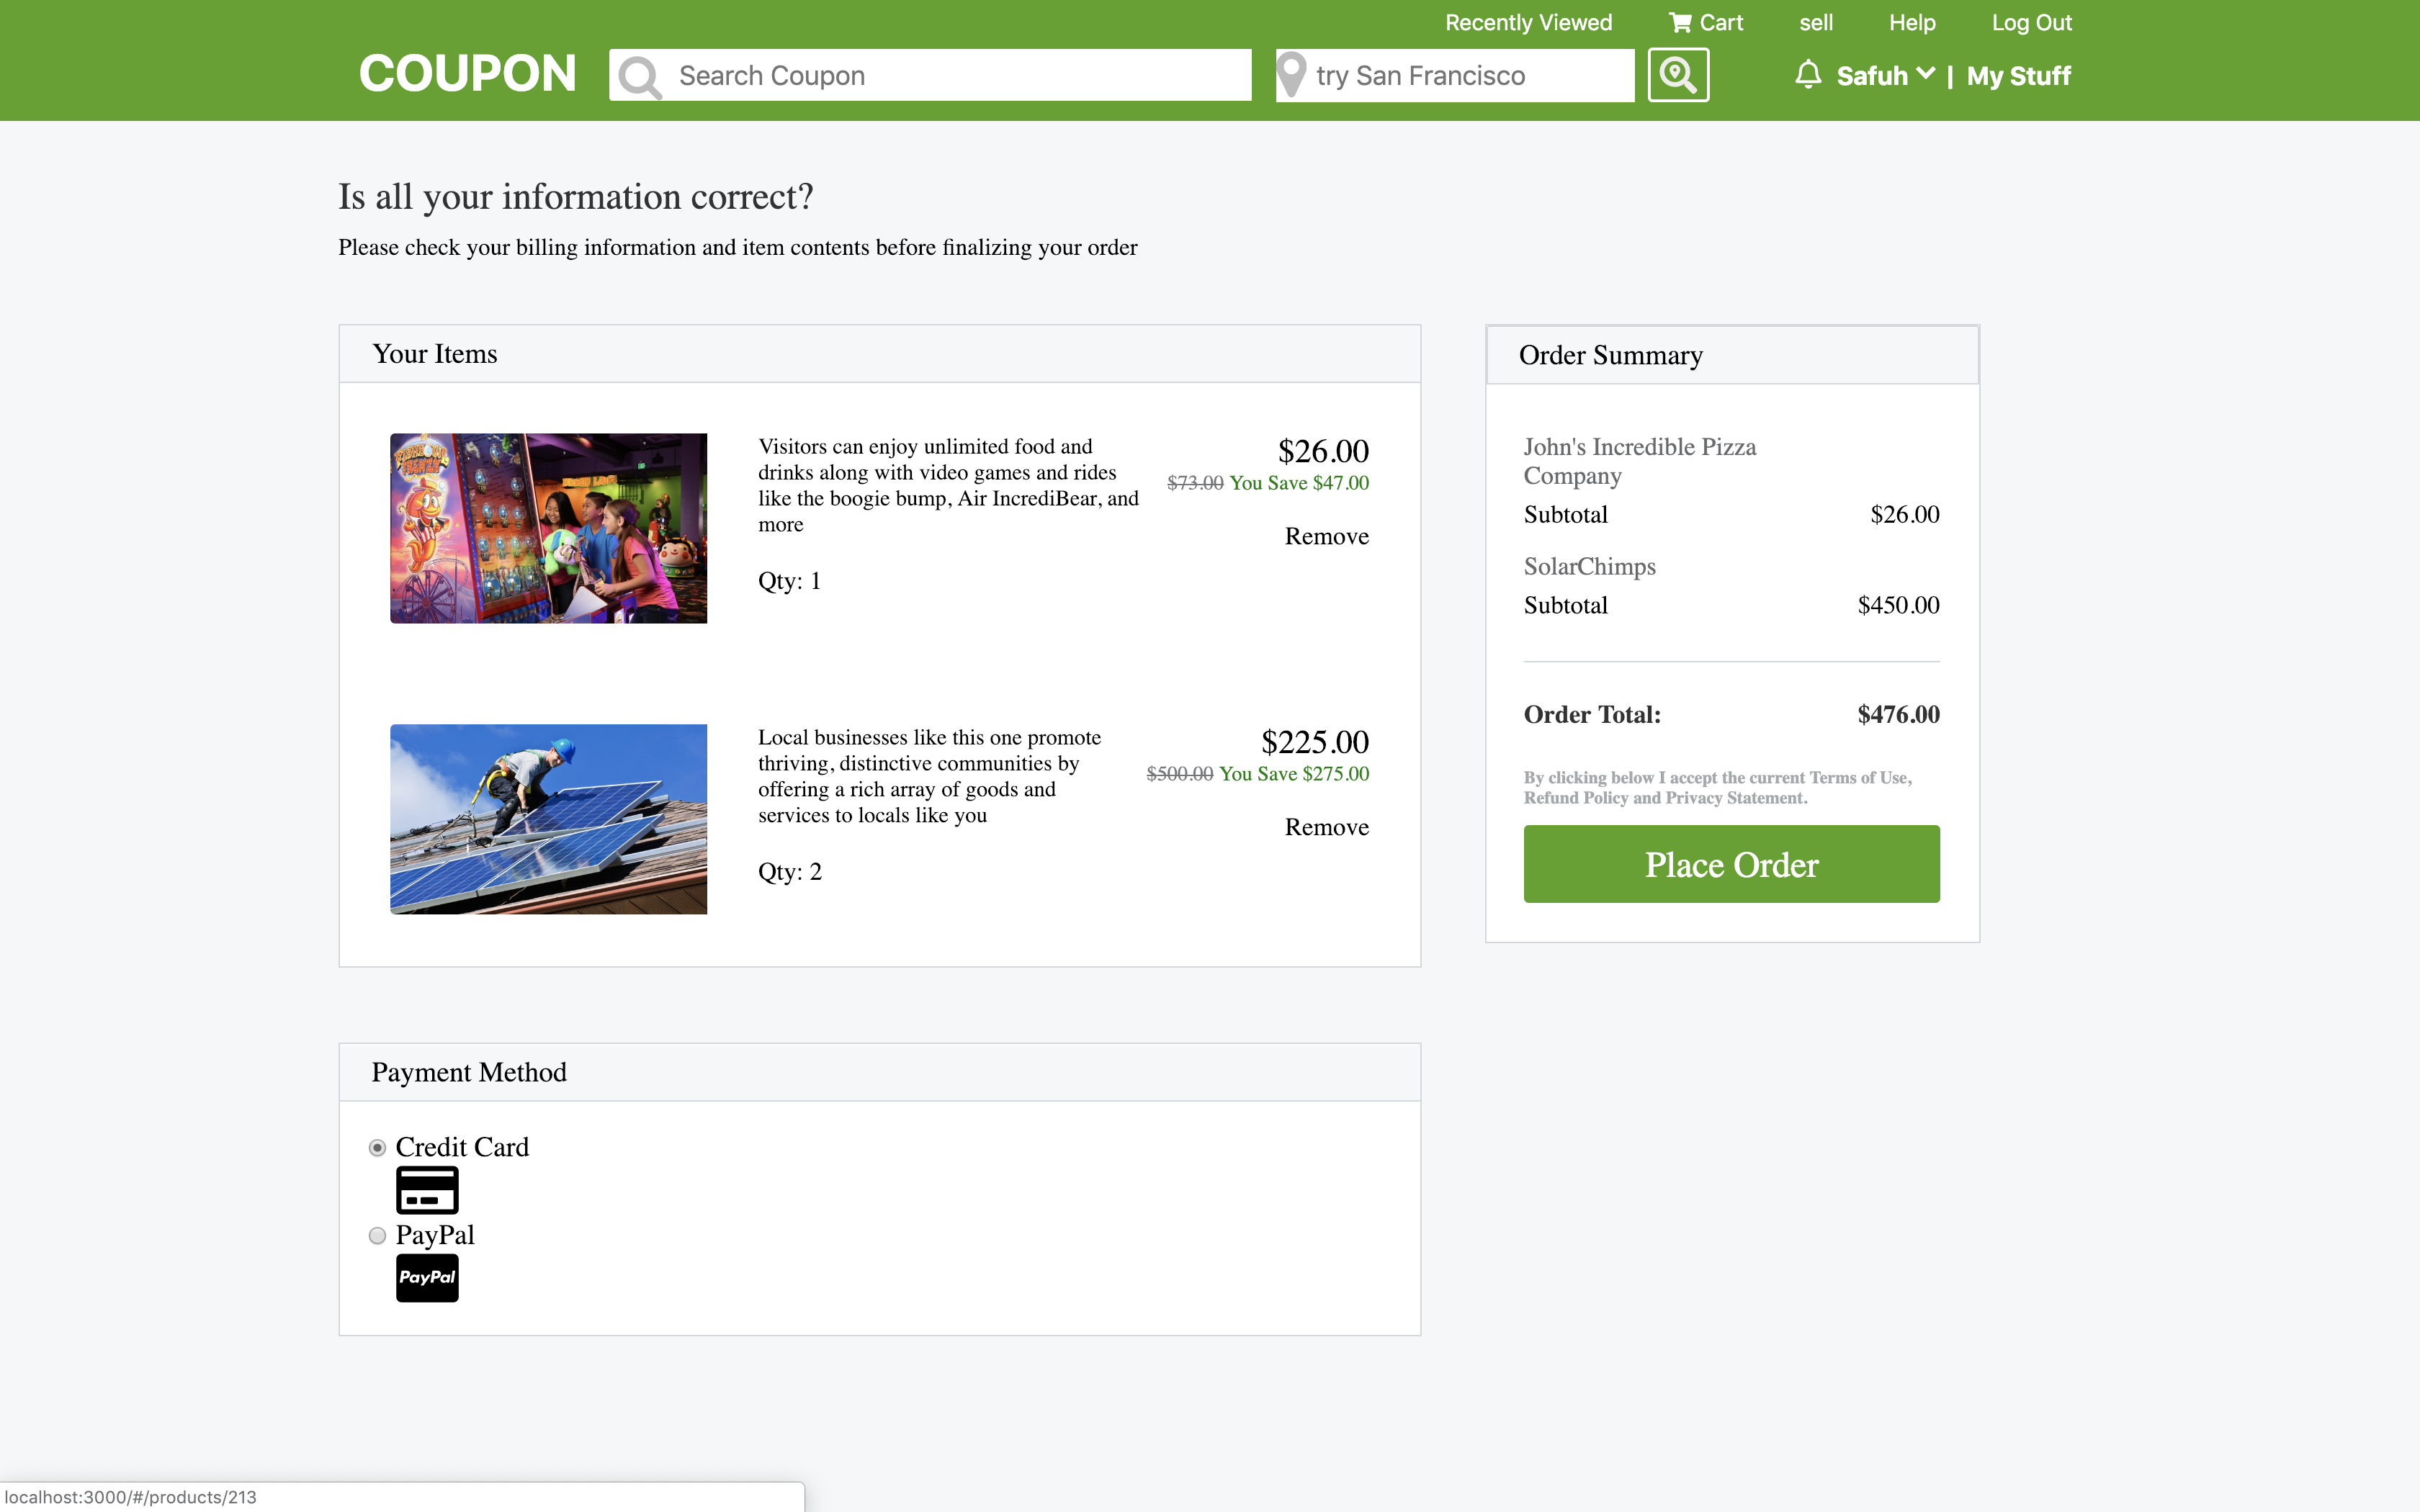 Recently Viewed Cart sell Help Log Out
COUPON Search Coupon try San Francisco Safuh | My Stuff
Is all your information correct?
Please check your billing information and item contents before finalizing your order
Your Items
Visitors can enjoy unlimited food and
drinks along with video games and rides
like the boogie bump, Air IncrediBear, and
more
Qty: 1
$26.00
$73.00 You Save $47.00
Remove
Local businesses like this one promote
thriving, distinctive communities by
offering a rich array of goods and
services to locals like you
Qty: 2
$225.00
$500.00 You Save $275.00
Remove
Order Summary
John's Incredible Pizza
Company
Subtotal $26.00
SolarChimps
Subtotal $450.00
Order Total: $476.00
By clicking below I accept the current Terms of Use,
Refund Policy and Privacy Statement.
Place Order
Payment Method
Credit Card
PayPal
PayPal
localhost:3000/#/products/213